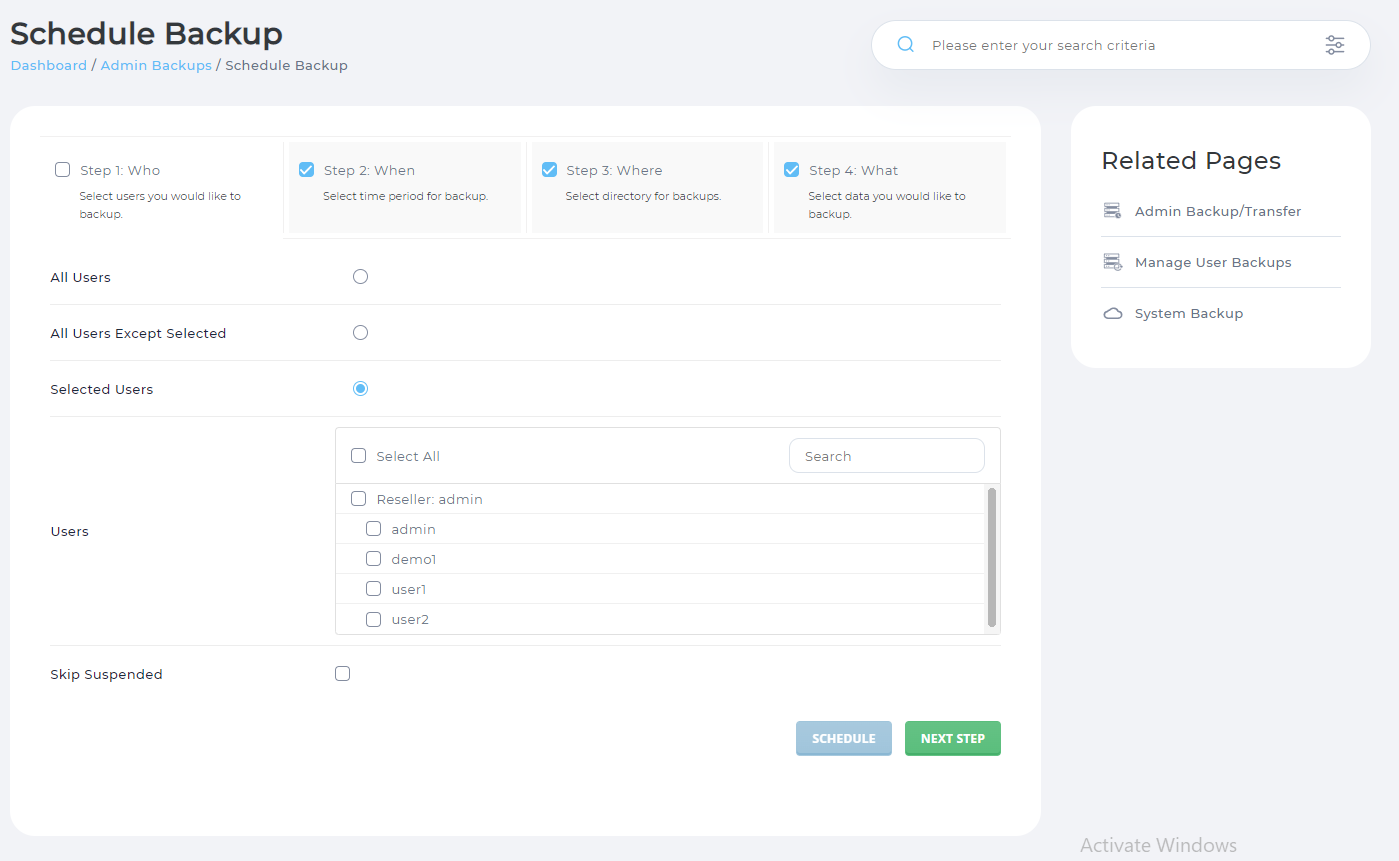 Schedule Backup
Dashboard / Admin Backups / Schedule Backup
Please enter your search criteria
Step 1: Who
Select users you would like to
backup.
Step 2: When
Select time period for backup.
Step 3: Where
Select directory for backups.
Step 4: What
Select data you would like to
backup.
All Users
All Users Except Selected
Selected Users
Users
Select All
Search
Reseller: admin
admin
demo1
user1
user2
Skip Suspended
SCHEDULE
NEXT STEP
Related Pages
Admin Backup/Transfer
Manage User Backups
System Backup
Activate Windows